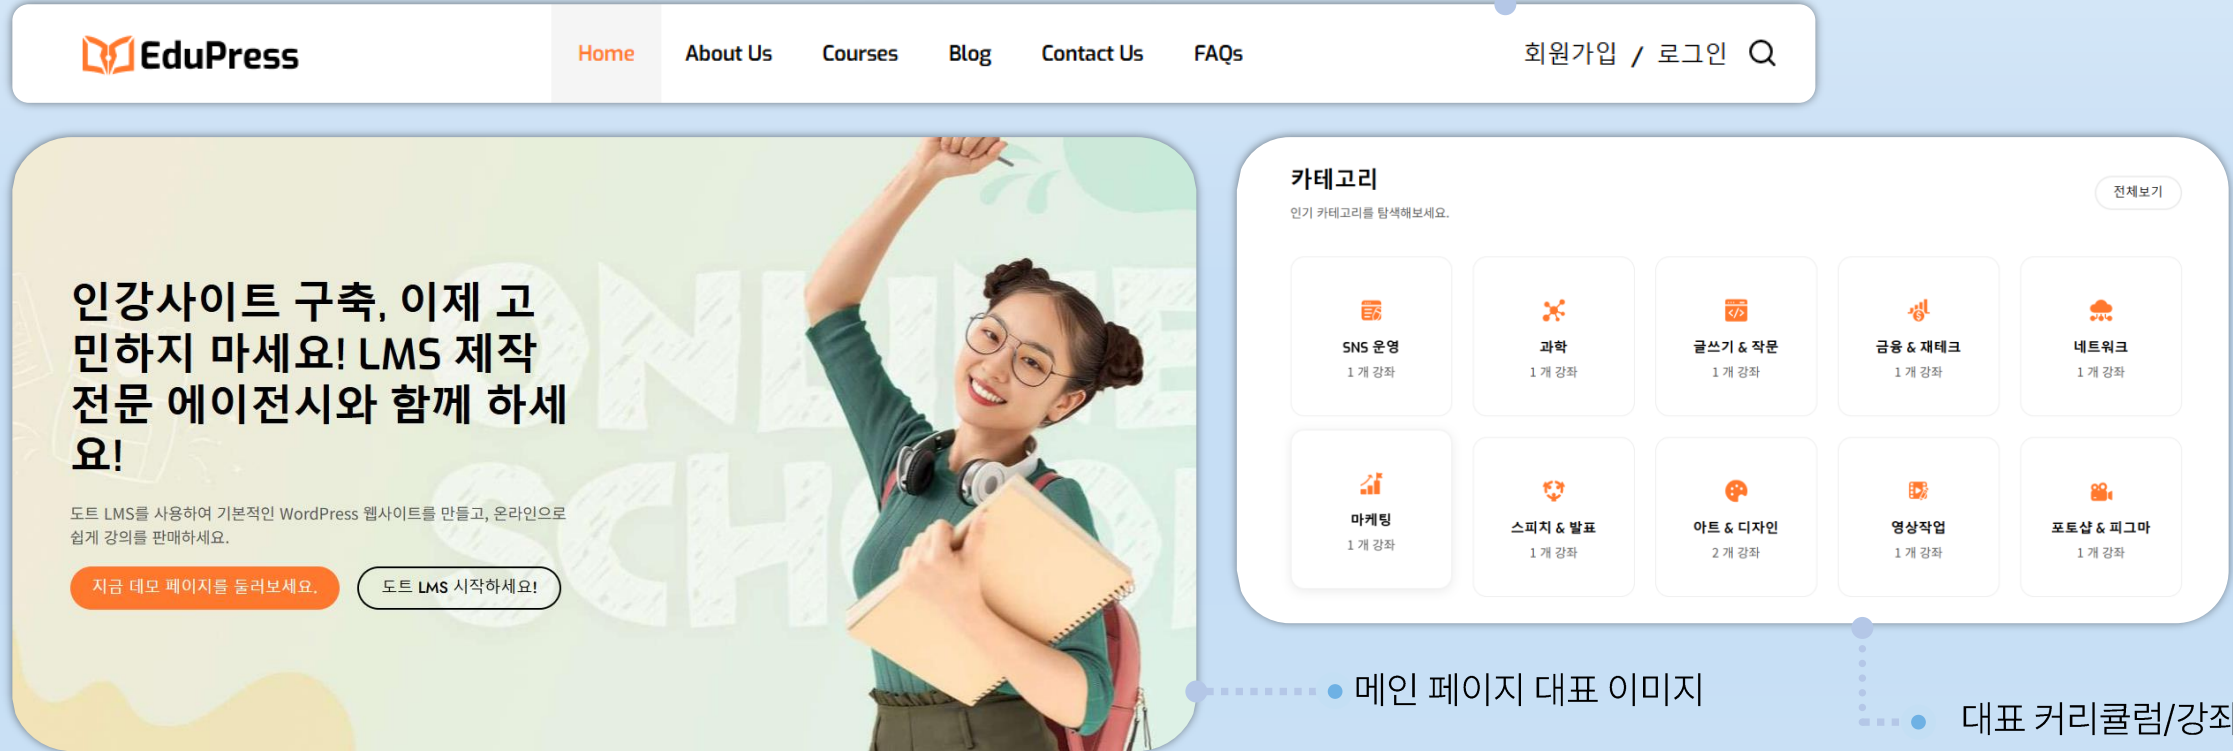 EduPress
Home About Us Courses Blog Contact Us FAQs
회원가입 / 로그인
ONLINE
SCHOOL
인강사이트 구축, 이제 고
민하지 마세요! LMS 제작
전문 에이전시와 함께 하세
요!
도트 LMS를 사용하여 기본적인 WordPress 웹사이트를 만들고, 온라인으로
쉽게 강의를 판매하세요.
지금 데모 페이지를 둘러보세요. 도트 LMS 시작하세요!
카테고리
전체보기
인기 카테고리를 탐색해보세요.
SNS 운영 과학 글쓰기 & 작문 금융 & 재테크 네트워크
1 개 강좌 1 개 강좌 1 개 강좌 1 개 강좌 1 개 강좌
마케팅 스피치 & 발표 아트 & 디자인 영상작업 포토샵 & 피그마
1 개 강좌 1 개 강좌 2 개 강좌 1 개 강좌 1 개 강좌
메인 페이지 대표 이미지
대표 커리큘럼/강좌